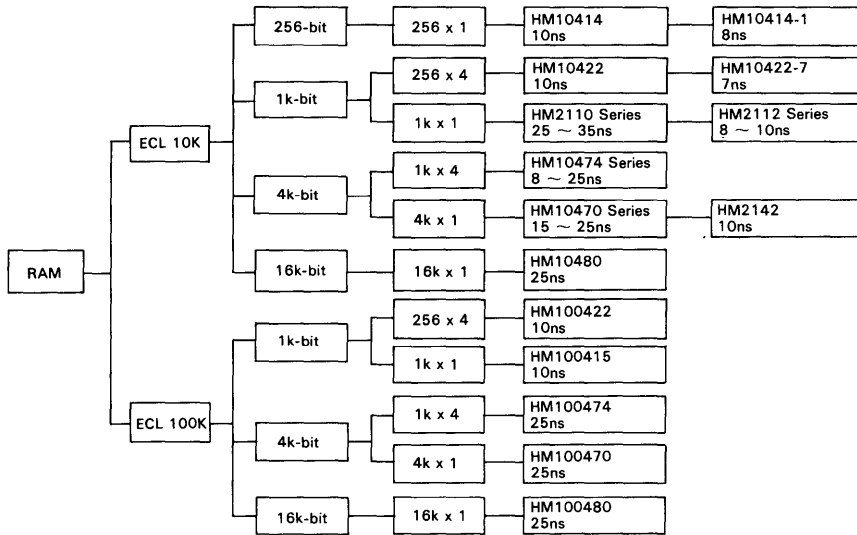 256-bit
256 x 1
HM10414
10ns
HM10414-1
8ns
256 x 4
HM10422
10ns
HM10422-7
7ns
1k-bit
1k x 1
HM2110 Series
25 ~ 35ns
HM2112 Series
8 ~ 10ns
ECL 10K
1k x 4
HM10474 Series
8 ~ 25ns
4k-bit
4k x 1
HM10470 Series
15 ~ 25ns
HM2142
10ns
RAM
16k-bit
16k x 1
HM10480
25ns
256 x 4
HM100422
10ns
1k-bit
1k x 1
HM100415
10ns
ECL 100K
1k x 4
HM100474
25ns
4k-bit
4k x 1
HM100470
25ns
16k-bit
16k x 1
HM100480
25ns